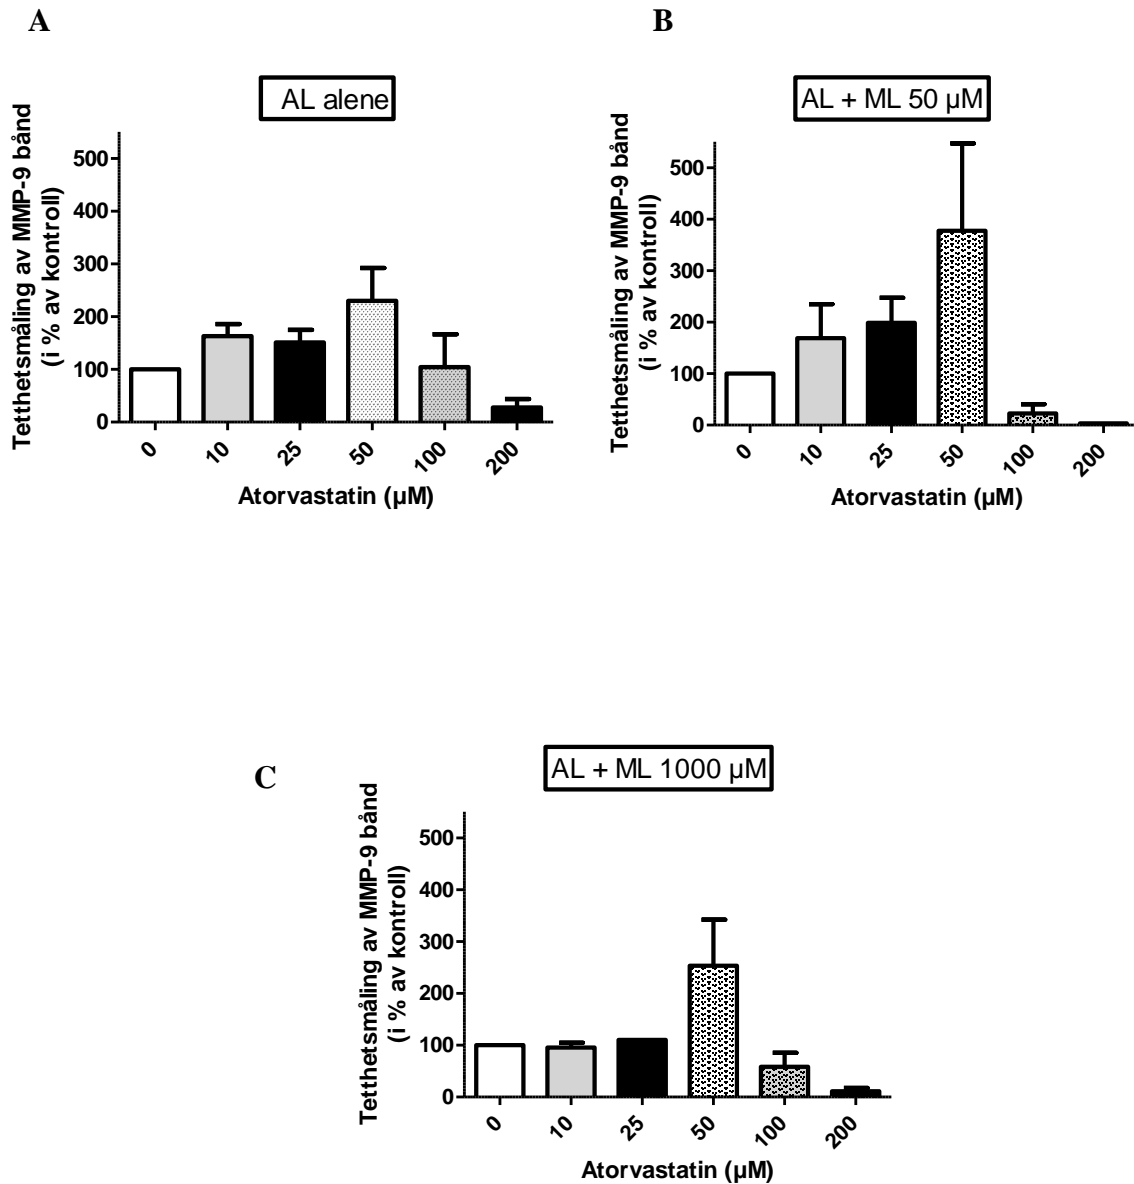 A
AL alene
Tetthetsmåling av MMP-9 bånd
(i % av kontroll)
500
400
300
200
100
0
0 10 25 50 100 200
Atorvastatin (µM)
B
AL + ML 50 µM
Tetthetsmåling av MMP-9 bånd
(i % av kontroll)
500
400
300
200
100
0
0 10 25 50 100 200
Atorvastatin (µM)
C
AL + ML 1000 µM
Tetthetsmåling av MMP-9 bånd
(i % av kontroll)
500
400
300
200
100
0
0 10 25 50 100 200
Atorvastatin (µM)